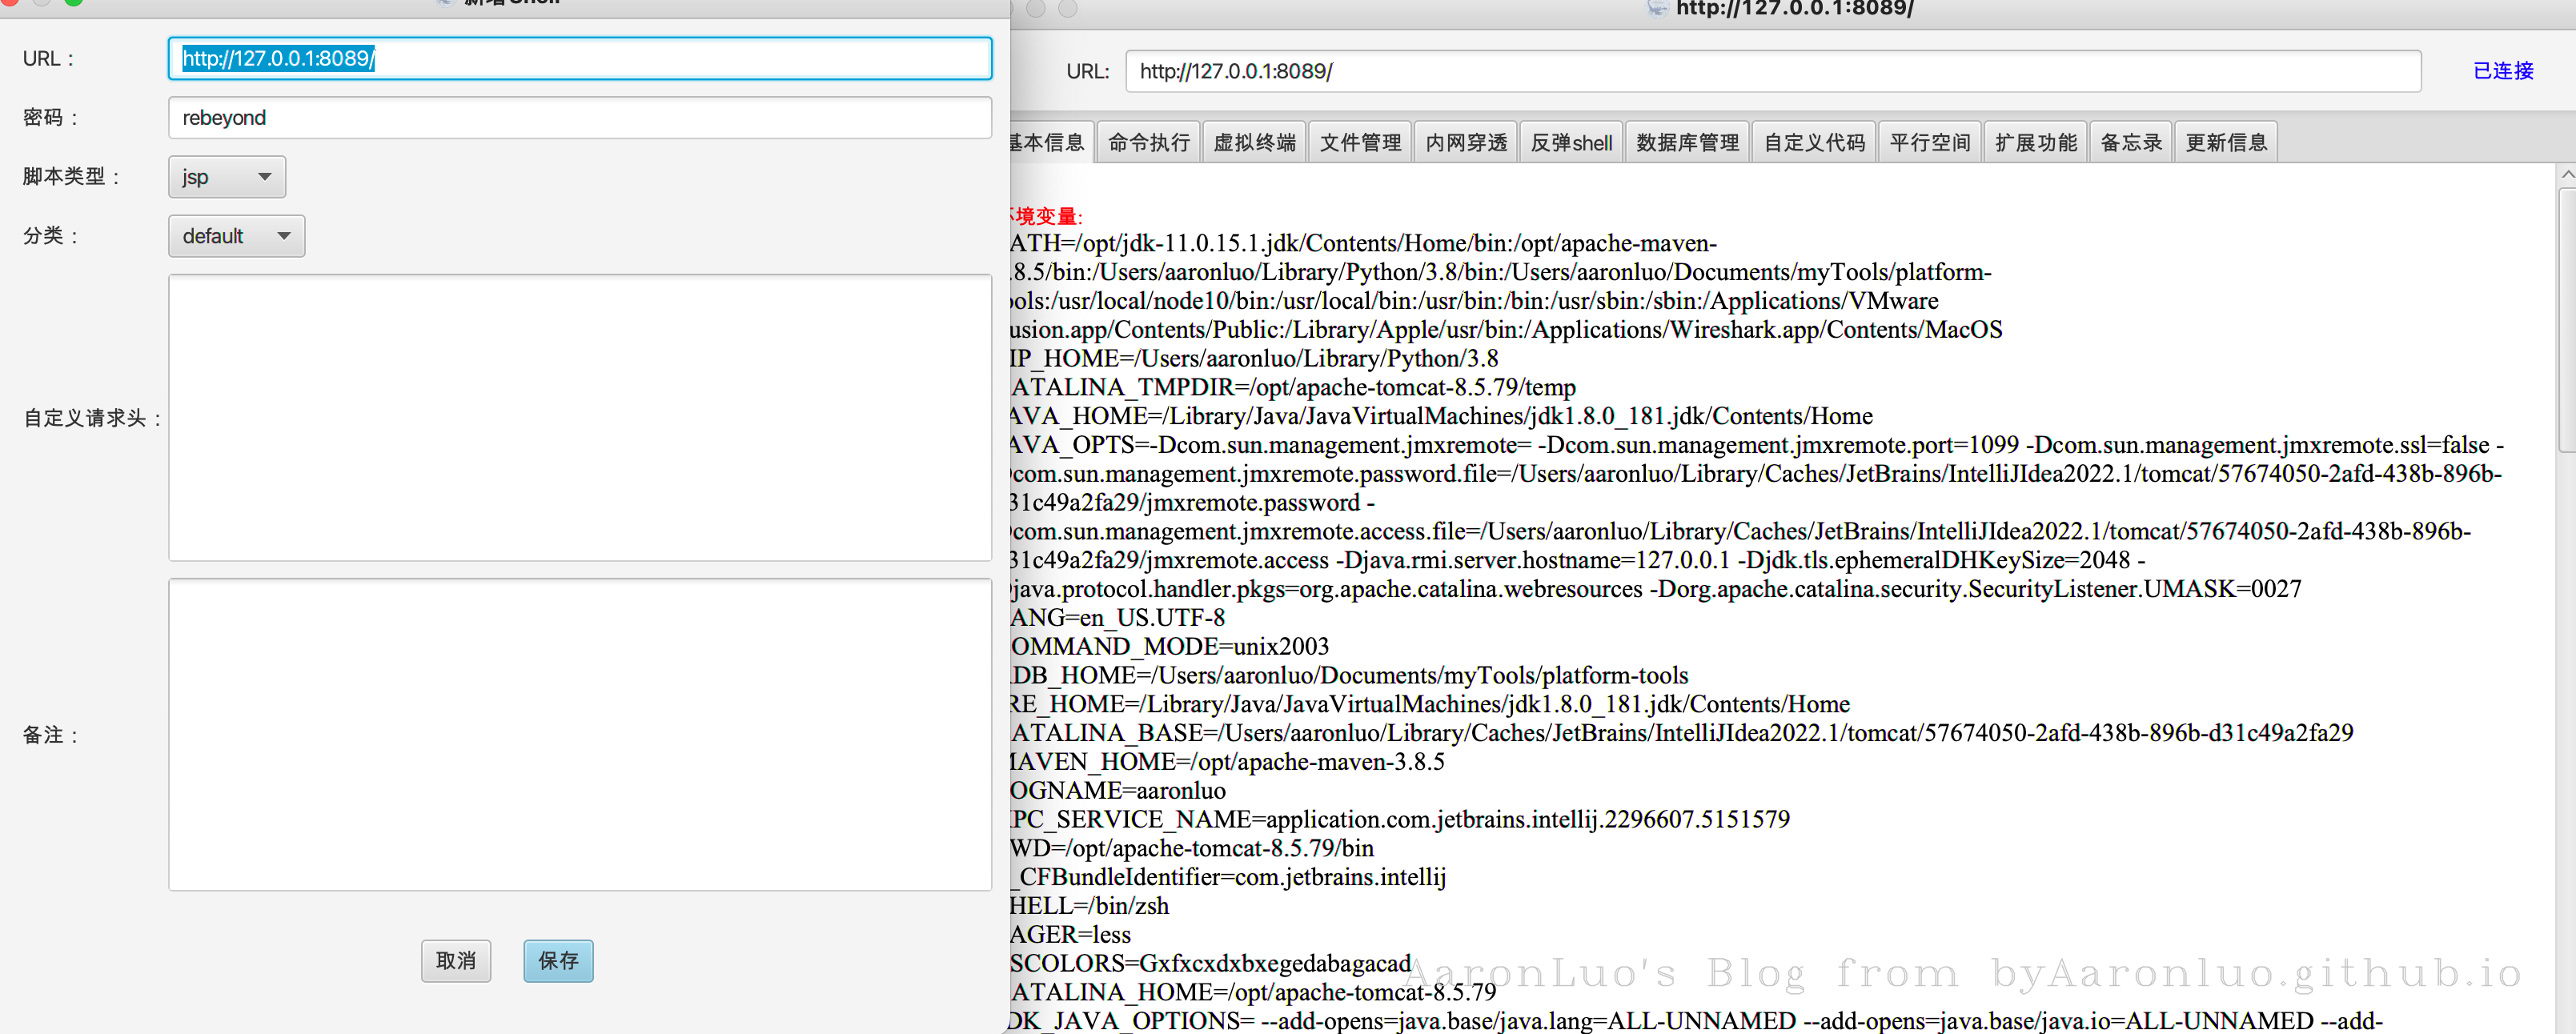 新增Shell
URL：
http://127.0.0.1:8089/
密码：
rebeyond
脚本类型：
jsp
分类：
default
自定义请求头：
备注：
取消
保存
http://127.0.0.1:8089/
URL:
http://127.0.0.1:8089/
已连接
基本信息 命令执行 虚拟终端 文件管理 内网穿透 反弹shell 数据库管理 自定义代码 平行空间 扩展功能 备忘录 更新信息
环境变量:
ATH=/opt/jdk-11.0.15.1.jdk/Contents/Home/bin:/opt/apache-maven-
.8.5/bin:/Users/aaronluo/Library/Python/3.8/bin:/Users/aaronluo/Documents/myTools/platform-
ools:/usr/local/node10/bin:/usr/local/bin:/usr/bin:/bin:/usr/sbin:/sbin:/Applications/VMware
usion.app/Contents/Public:/Library/Apple/usr/bin:/Applications/Wireshark.app/Contents/MacOS
IP_HOME=/Users/aaronluo/Library/Python/3.8
ATALINA_TMPDIR=/opt/apache-tomcat-8.5.79/temp
AVA_HOME=/Library/Java/JavaVirtualMachines/jdk1.8.0_181.jdk/Contents/Home
AVA_OPTS=-Dcom.sun.management.jmxremote= -Dcom.sun.management.jmxremote.port=1099 -Dcom.sun.management.jmxremote.ssl=false -
com.sun.management.jmxremote.password.file=/Users/aaronluo/Library/Caches/JetBrains/IntelliJIdea2022.1/tomcat/57674050-2afd-438b-896b-
31c49a2fa29/jmxremote.password -
com.sun.management.jmxremote.access.file=/Users/aaronluo/Library/Caches/JetBrains/IntelliJIdea2022.1/tomcat/57674050-2afd-438b-896b-
31c49a2fa29/jmxremote.access -Djava.rmi.server.hostname=127.0.0.1 -Djdk.tls.ephemeralDHKeySize=2048 -
java.protocol.handler.pkgs=org.apache.catalina.webresources -Dorg.apache.catalina.security.SecurityListener.UMASK=0027
ANG=en_US.UTF-8
OMMAND_MODE=unix2003
DB_HOME=/Users/aaronluo/Documents/myTools/platform-tools
RE_HOME=/Library/Java/JavaVirtualMachines/jdk1.8.0_181.jdk/Contents/Home
ATALINA_BASE=/Users/aaronluo/Library/Caches/JetBrains/IntelliJIdea2022.1/tomcat/57674050-2afd-438b-896b-d31c49a2fa29
MAVEN_HOME=/opt/apache-maven-3.8.5
OGNAME=aaronluo
PC_SERVICE_NAME=application.com.jetbrains.intellij.2296607.5151579
WD=/opt/apache-tomcat-8.5.79/bin
_CFBundleIdentifier=com.jetbrains.intellij
HELL=/bin/zsh
AGER=less
SCOLORS=Gxfxcxdxbxegedabagacad
ATALINA_HOME=/opt/apache-tomcat-8.5.79
DK_JAVA_OPTIONS= --add-opens=java.base/java.lang=ALL-UNNAMED --add-opens=java.base/java.io=ALL-UNNAMED --add-
AaronLuo's Blog from byAaronluo.github.io